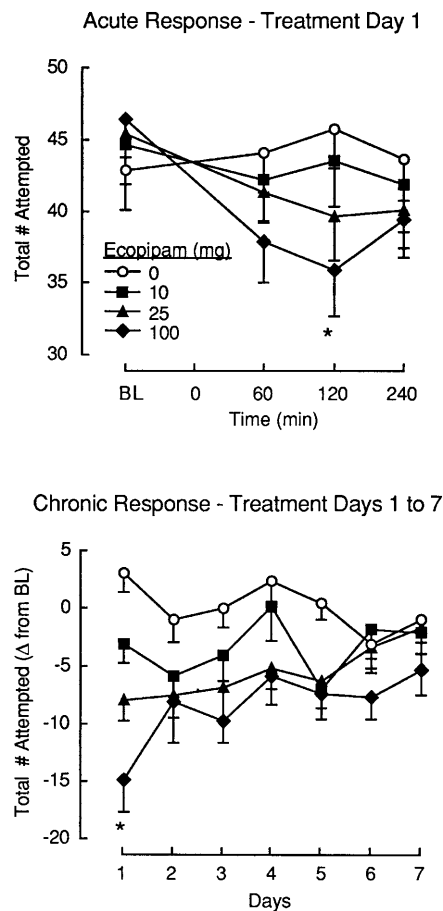 Acute Response - Treatment Day 1
Total # Attempted
50
45
40
35
30
Ecopipam (mg)
0
10
25
100
*
BL 0 60 120 240
Time (min)
Chronic Response - Treatment Days 1 to 7
Total # Attempted (Δ from BL)
5
0
-5
-10
-15
-20
*
1 2 3 4 5 6 7
Days